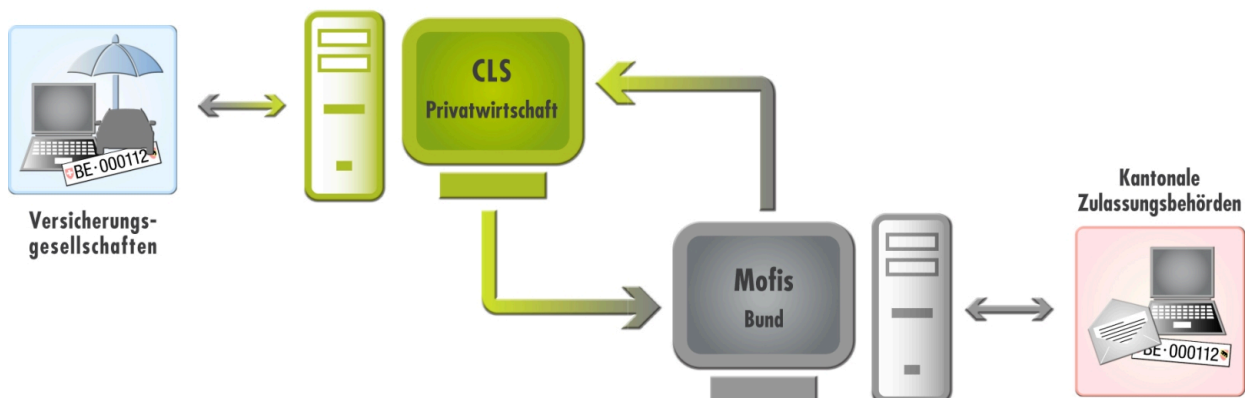 CLS
Privatwirtschaft
BE·000112
Versicherungs-
gesellschaften
Kantonale
Zulassungsbehörden
Mofis
Bund
BE·000112